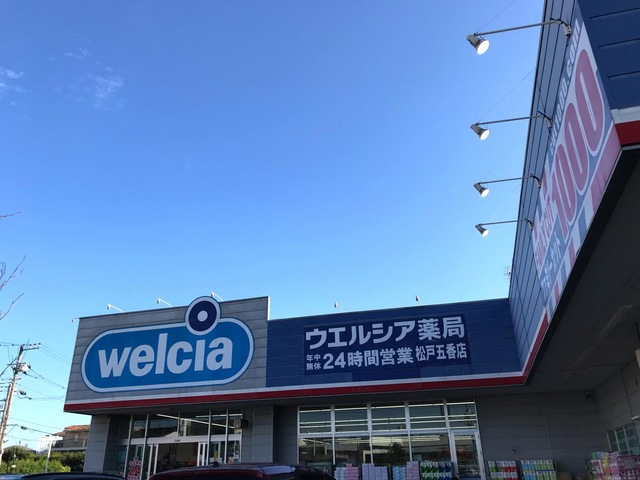 welcia
ウエルシア薬局
年中
無休
24時間営業 松戸五香店
1000